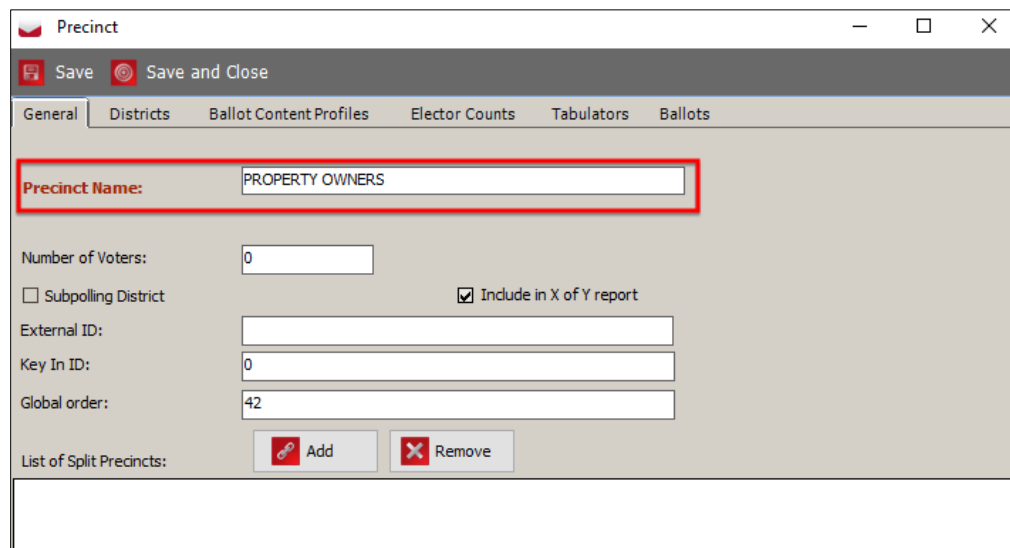 Precinct
Save Save and Close
General Districts Ballot Content Profiles Elector Counts Tabulators Ballots
Precinct Name: PROPERTY OWNERS
Number of Voters: 0
Subpolling District Include in X of Y report
External ID:
Key In ID: 0
Global order: 42
List of Split Precincts: Add Remove